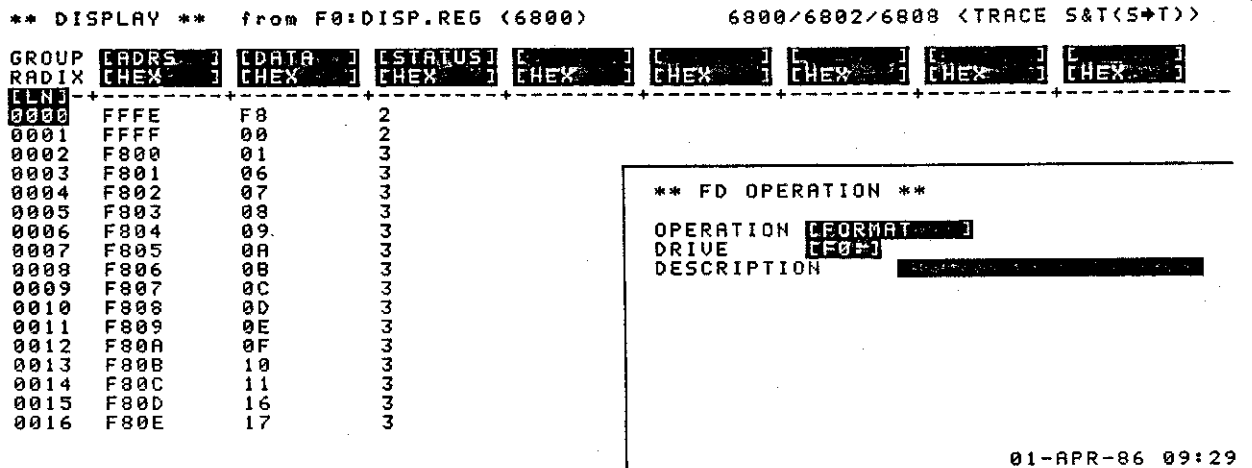 ** DISPLAY ** from F0:DISP.REG (6800) 6800/6802/6808 <TRACE S&T(S➔T)>
GROUP [ADRS ] [DATA ] [STATUS] [ ] [ ] [ ] [ ] [ ]
RADIX [HEX ] [HEX ] [HEX ] [HEX ] [HEX ] [HEX ] [HEX ] [HEX ]
[LN]-+---------+---------+---------+---------+---------+---------+---------+------------
0000 FFFE F8 2
0001 FFFF 00 2
0002 F800 01 3
0003 F801 06 3
0004 F802 07 3
0005 F803 08 3
0006 F804 09 3
0007 F805 0A 3
0008 F806 0B 3
0009 F807 0C 3
0010 F808 0D 3
0011 F809 0E 3
0012 F80A 0F 3
0013 F80B 10 3
0014 F80C 11 3
0015 F80D 16 3
0016 F80E 17 3
** FD OPERATION **
OPERATION [FORMAT ]
DRIVE [F0 ]
DESCRIPTION
01-APR-86 09:29